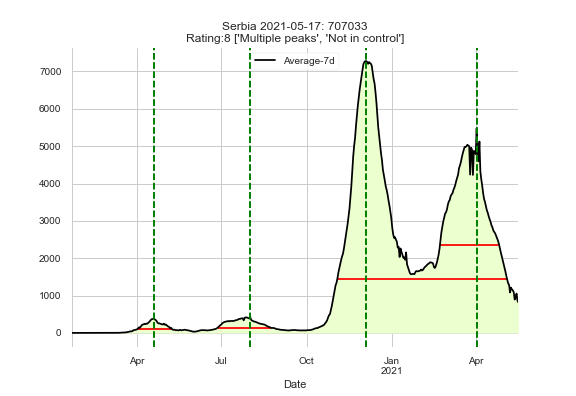 Serbia 2021-05-17: 707033
Rating:8 ['Multiple peaks', 'Not in control']
Average-7d
7000
6000
5000
4000
3000
2000
1000
0
Apr Jul Oct Jan Apr
2021
Date